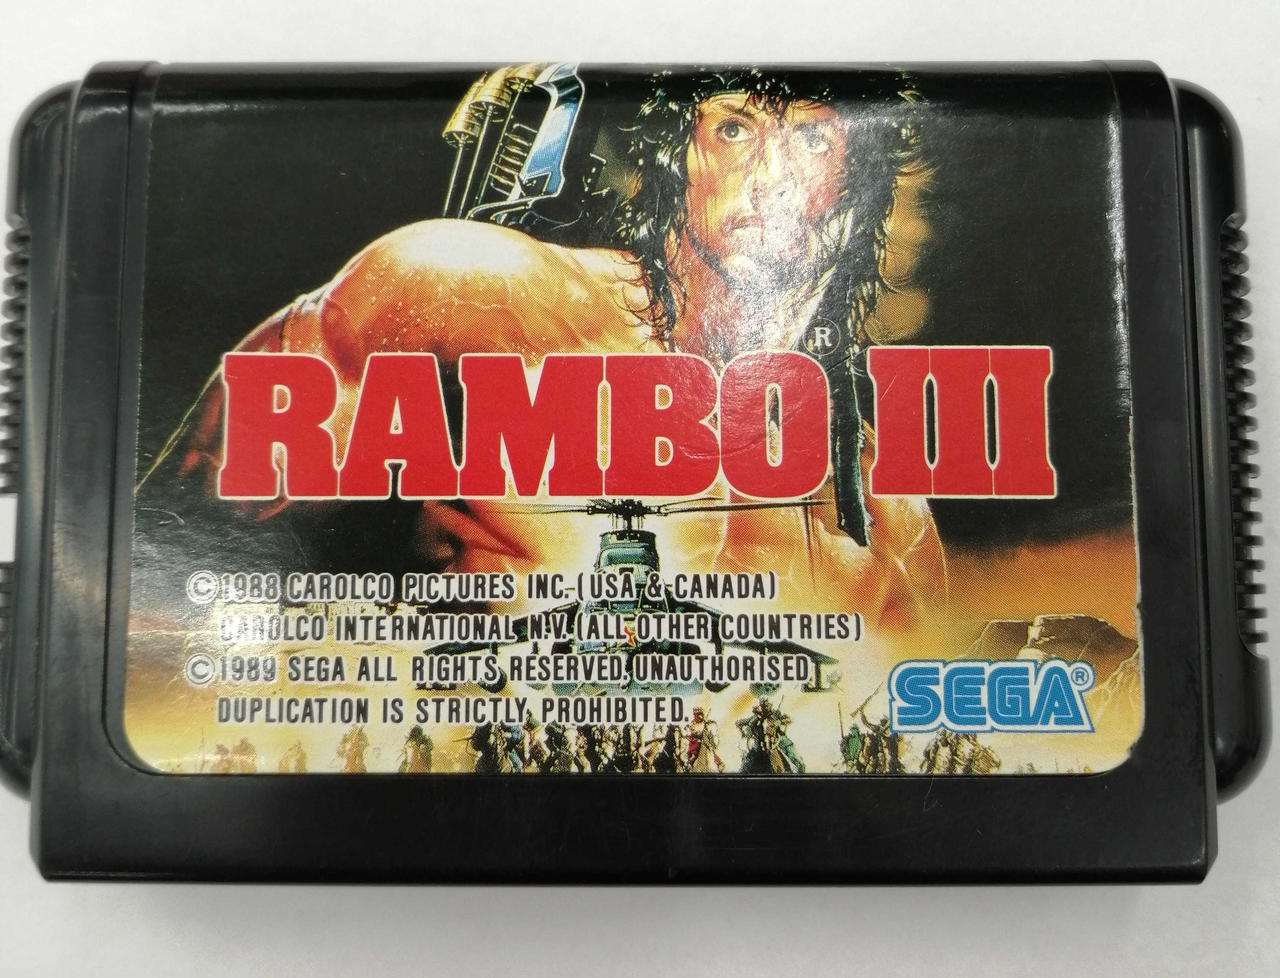 ®
RAMBO III
©1988 CAROLCO PICTURES INC.(USA & CANADA)
CAROLCO INTERNATIONAL N.V.(ALL OTHER COUNTRIES)
©1989 SEGA ALL RIGHTS RESERVED,UNAUTHORISED
DUPLICATION IS STRICTLY PROHIBITED.
SEGA®